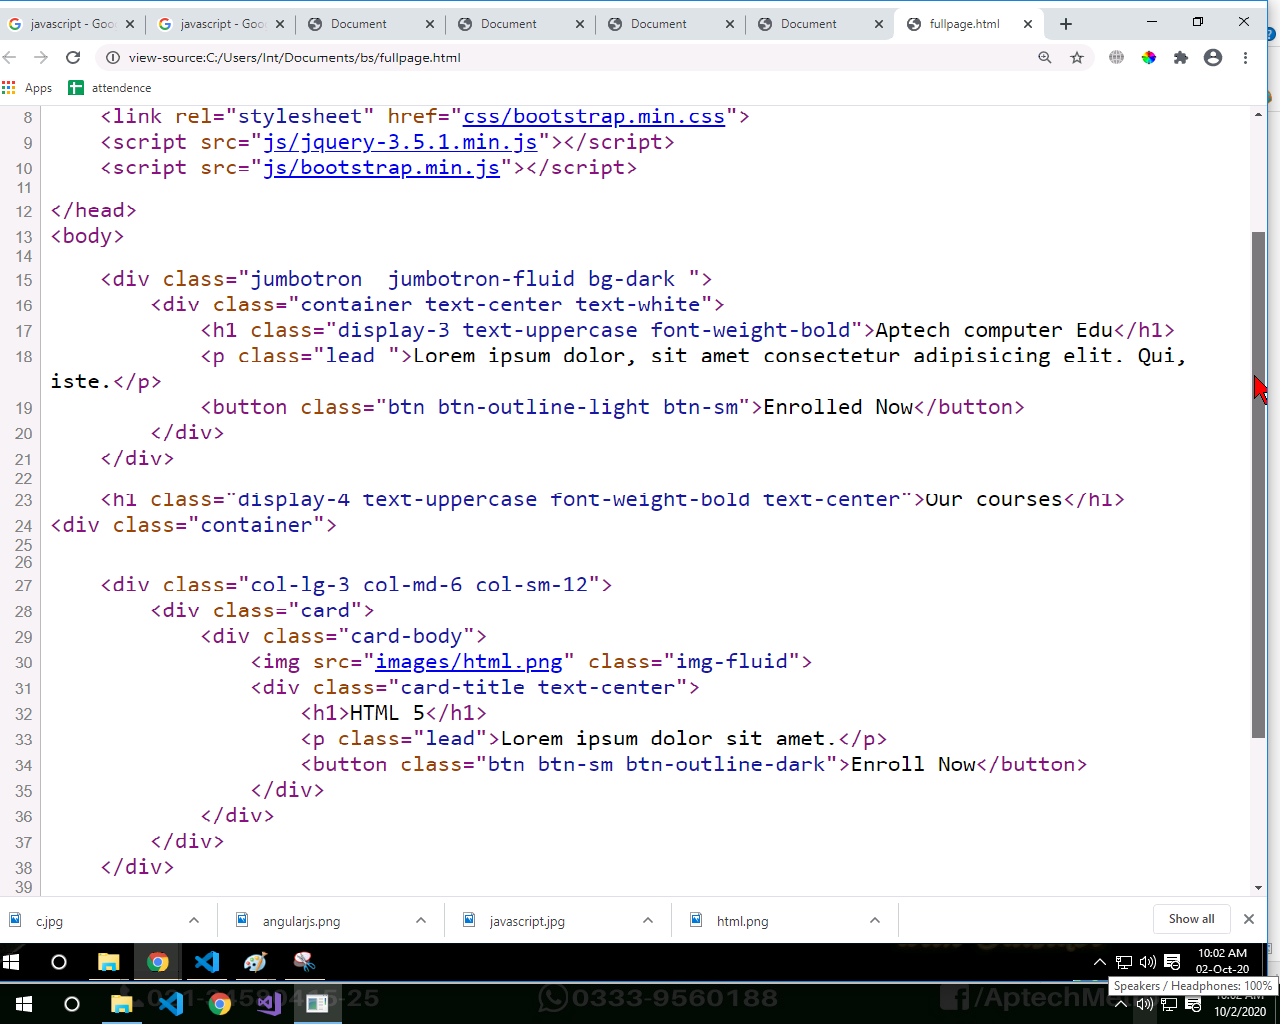 javascript - Goo
javascript - Goo
Document
Document
Document
Document
fullpage.html
view-source:C:/Users/Int/Documents/bs/fullpage.html
Apps
attendence
8 <link rel="stylesheet" href="css/bootstrap.min.css">
9 <script src="js/jquery-3.5.1.min.js"></script>
10 <script src="js/bootstrap.min.js"></script>
11
12 </head>
13 <body>
14
15 <div class="jumbotron  jumbotron-fluid bg-dark ">
16 <div class="container text-center text-white">
17 <h1 class="display-3 text-uppercase font-weight-bold">Aptech computer Edu</h1>
18 <p class="lead ">Lorem ipsum dolor, sit amet consectetur adipisicing elit. Qui,
iste.</p>
19 <button class="btn btn-outline-light btn-sm">Enrolled Now</button>
20 </div>
21 </div>
22
23 <h1 class="display-4 text-uppercase font-weight-bold text-center">Our courses</h1>
24 <div class="container">
25
26
27 <div class="col-lg-3 col-md-6 col-sm-12">
28 <div class="card">
29 <div class="card-body">
30 <img src="images/html.png" class="img-fluid">
31 <div class="card-title text-center">
32 <h1>HTML 5</h1>
33 <p class="lead">Lorem ipsum dolor sit amet.</p>
34 <button class="btn btn-sm btn-outline-dark">Enroll Now</button>
35 </div>
36 </div>
37 </div>
38 </div>
39
c.jpg
angularjs.png
javascript.jpg
html.png
Show all
10:02 AM
02-Oct-20
Speakers / Headphones: 100%
0333-9560188
10:02 AM
10/2/2020